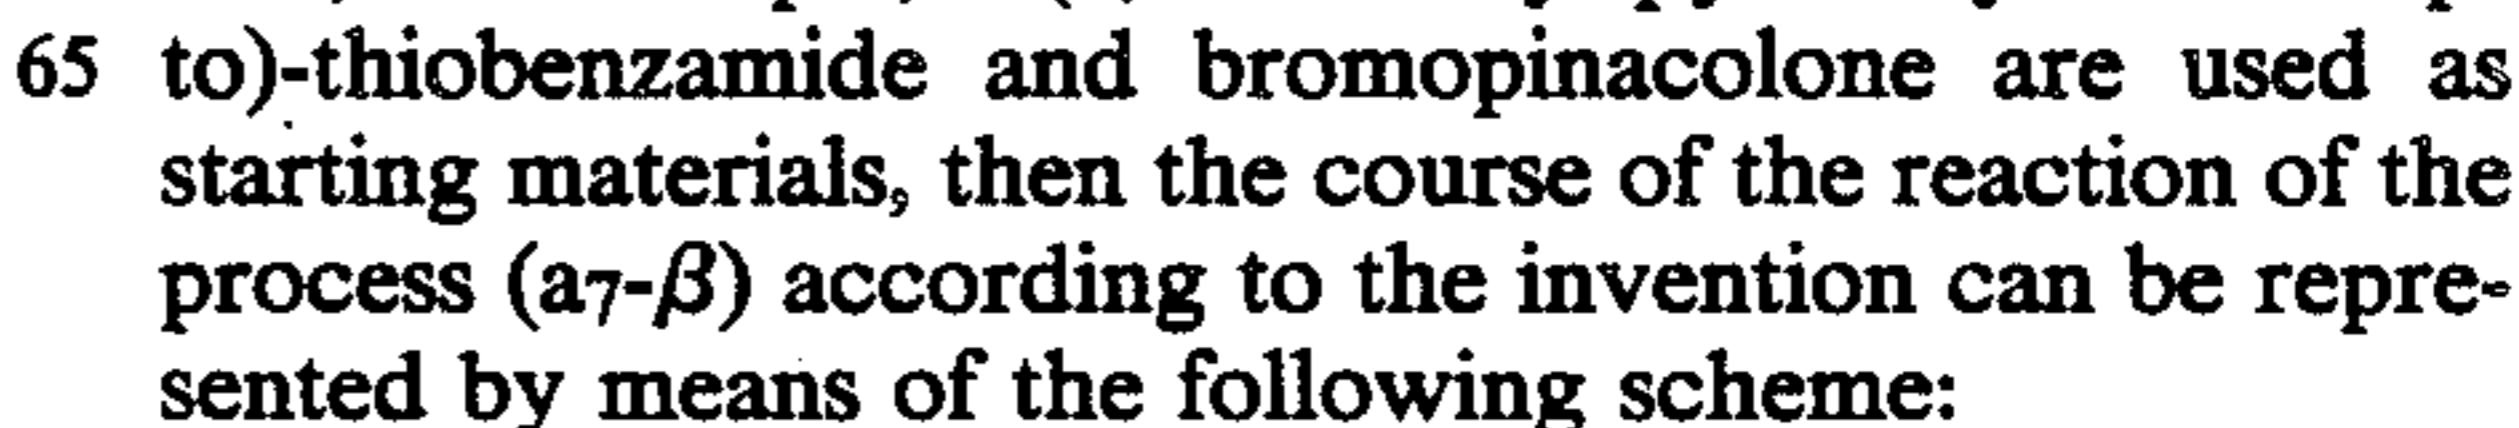 65 to)-thiobenzamide and bromopinacolone are used as
starting materials, then the course of the reaction of the
process (a7-β) according to the invention can be repre-
sented by means of the following scheme: